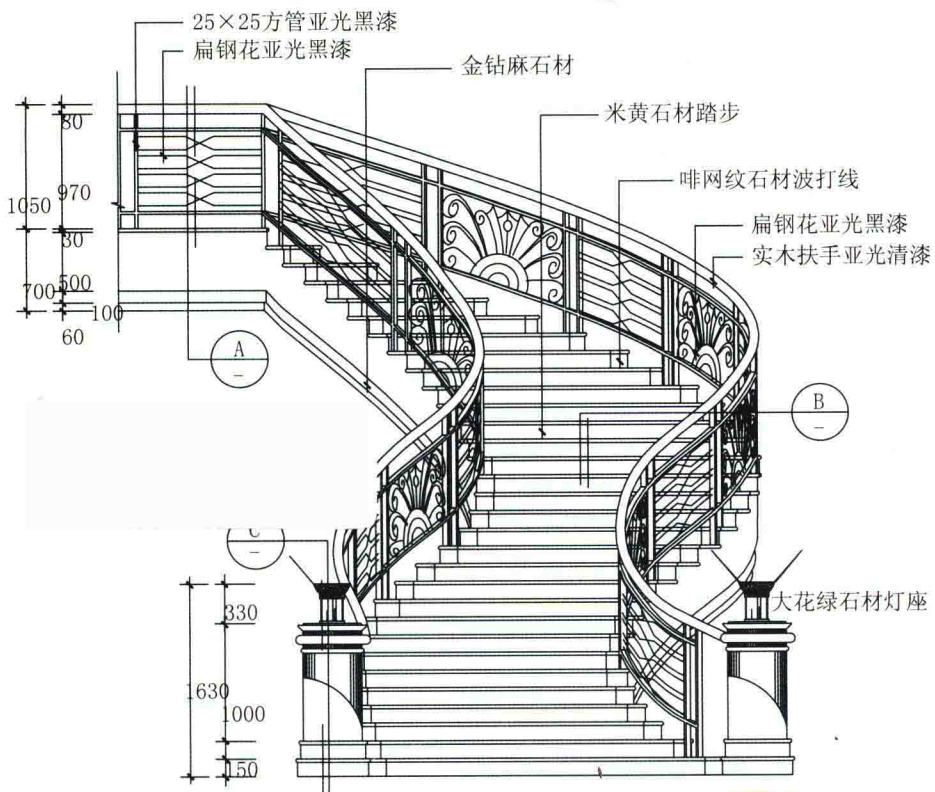 25×25方管亚光黑漆
扁钢花亚光黑漆
金钻麻石材
米黄石材踏步
啡网纹石材波打线
扁钢花亚光黑漆
实木扶手亚光清漆
80
970
1050
30
500
700
100
60
A
–
B
–
C
–
大花绿石材灯座
330
1630
1000
150